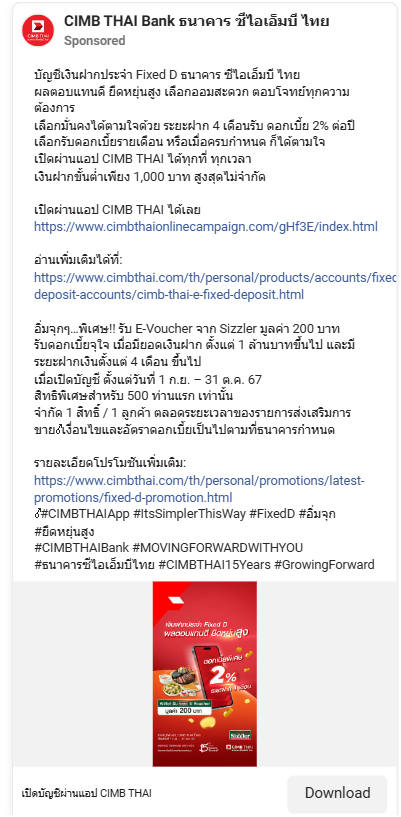 CIMB THAI Bank ธนาคาร ซีไอเอ็มบี ไทย
Sponsored
บัญชีเงินฝากประจำ Fixed D ธนาคาร ซีไอเอ็มบี ไทย
ผลตอบแทนดี ยืดหยุ่นสูง เลือกออมสะดวก ตอบโจทย์ทุกความ
ต้องการ
เลือกมั่นคงได้ตามใจด้วย ระยะฝาก 4 เดือนรับ ดอกเบี้ย 2% ต่อปี
เลือกรับดอกเบี้ยรายเดือน หรือเมื่อครบกำหนด ก็ได้ตามใจ
เปิดผ่านแอป CIMB THAI ได้ทุกที่ ทุกเวลา
เงินฝากขั้นต่ำเพียง 1,000 บาท สูงสุดไม่จำกัด
เปิดผ่านแอป CIMB THAI ได้เลย
https://www.cimbthaionlinecampaign.com/gHf3E/index.html
อ่านเพิ่มเติมได้ที่:
https://www.cimbthai.com/th/personal/products/accounts/fixed
deposit-accounts/cimb-thai-e-fixed-deposit.html
อิ่มจุกๆ...พิเศษ!! รับ E-Voucher จาก Sizzler มูลค่า 200 บาท
รับดอกเบี้ยจุใจ เมื่อมียอดเงินฝาก ตั้งแต่ 1 ล้านบาทขึ้นไป และมี
ระยะฝากเงินตั้งแต่ 4 เดือน ขึ้นไป
เมื่อเปิดบัญชี ตั้งแต่วันที่ 1 ก.ย. – 31 ต.ค. 67
สิทธิพิเศษสำหรับ 500 ท่านแรก เท่านั้น
จำกัด 1 สิทธิ์ / 1 ลูกค้า ตลอดระยะเวลาของรายการส่งเสริมการ
ขายเงื่อนไขและอัตราดอกเบี้ยเป็นไปตามที่ธนาคารกำหนด
รายละเอียดโปรโมชันเพิ่มเติม:
https://www.cimbthai.com/th/personal/promotions/latest-
promotions/fixed-d-promotion.html
#CIMBTHAIApp #ItsSimplerThisWay #FixedD #อิ่มจุก
#ยืดหยุ่นสูง
#CIMBTHAIBank #MOVINGFORWARDWITHYOU
#ธนาคารซีไอเอ็มบีไทย #CIMBTHAI15Years #GrowingForward
เงินฝากประจำ Fixed D
ผลตอบแทนดี ยืดหยุ่นสูง
ดอกเบี้ยพิเศษ
2%
ระยะฝาก 4 เดือน
มูลค่า 200 บาท
Sizzler
CIMB THAI
เปิดบัญชีผ่านแอป CIMB THAI
Download